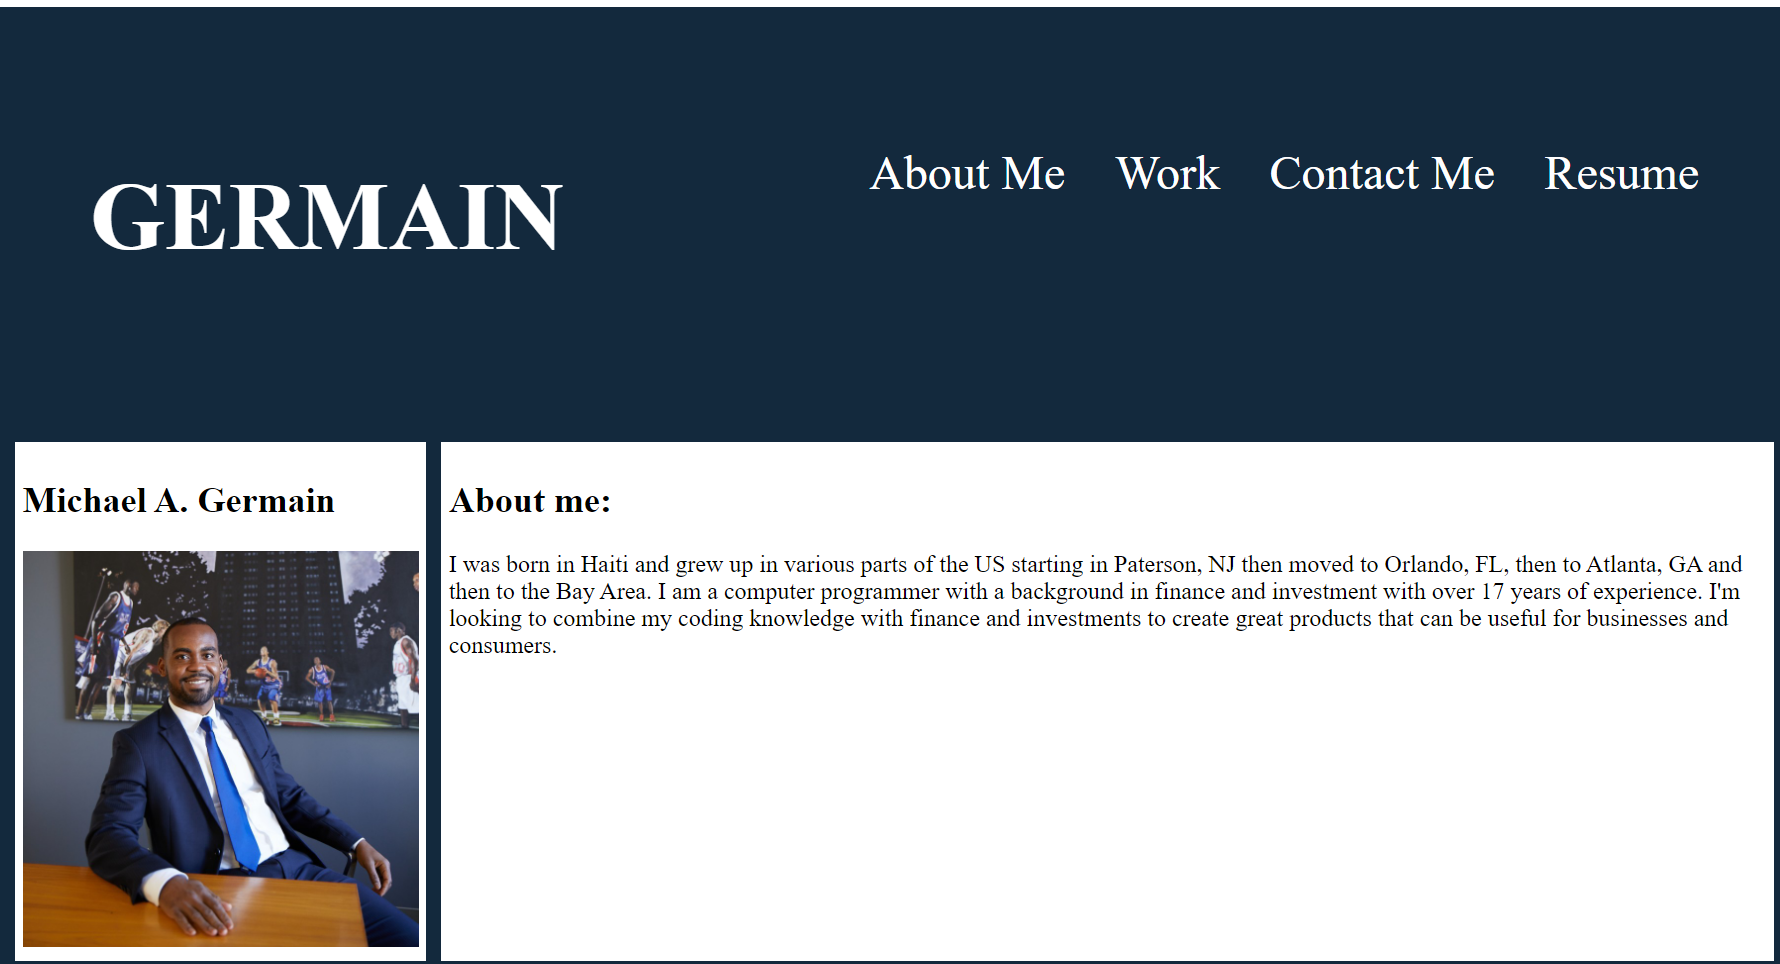 GERMAIN
About Me Work Contact Me Resume
Michael A. Germain
About me:
I was born in Haiti and grew up in various parts of the US starting in Paterson, NJ then moved to Orlando, FL, then to Atlanta, GA and
then to the Bay Area. I am a computer programmer with a background in finance and investment with over 17 years of experience. I'm
looking to combine my coding knowledge with finance and investments to create great products that can be useful for businesses and
consumers.